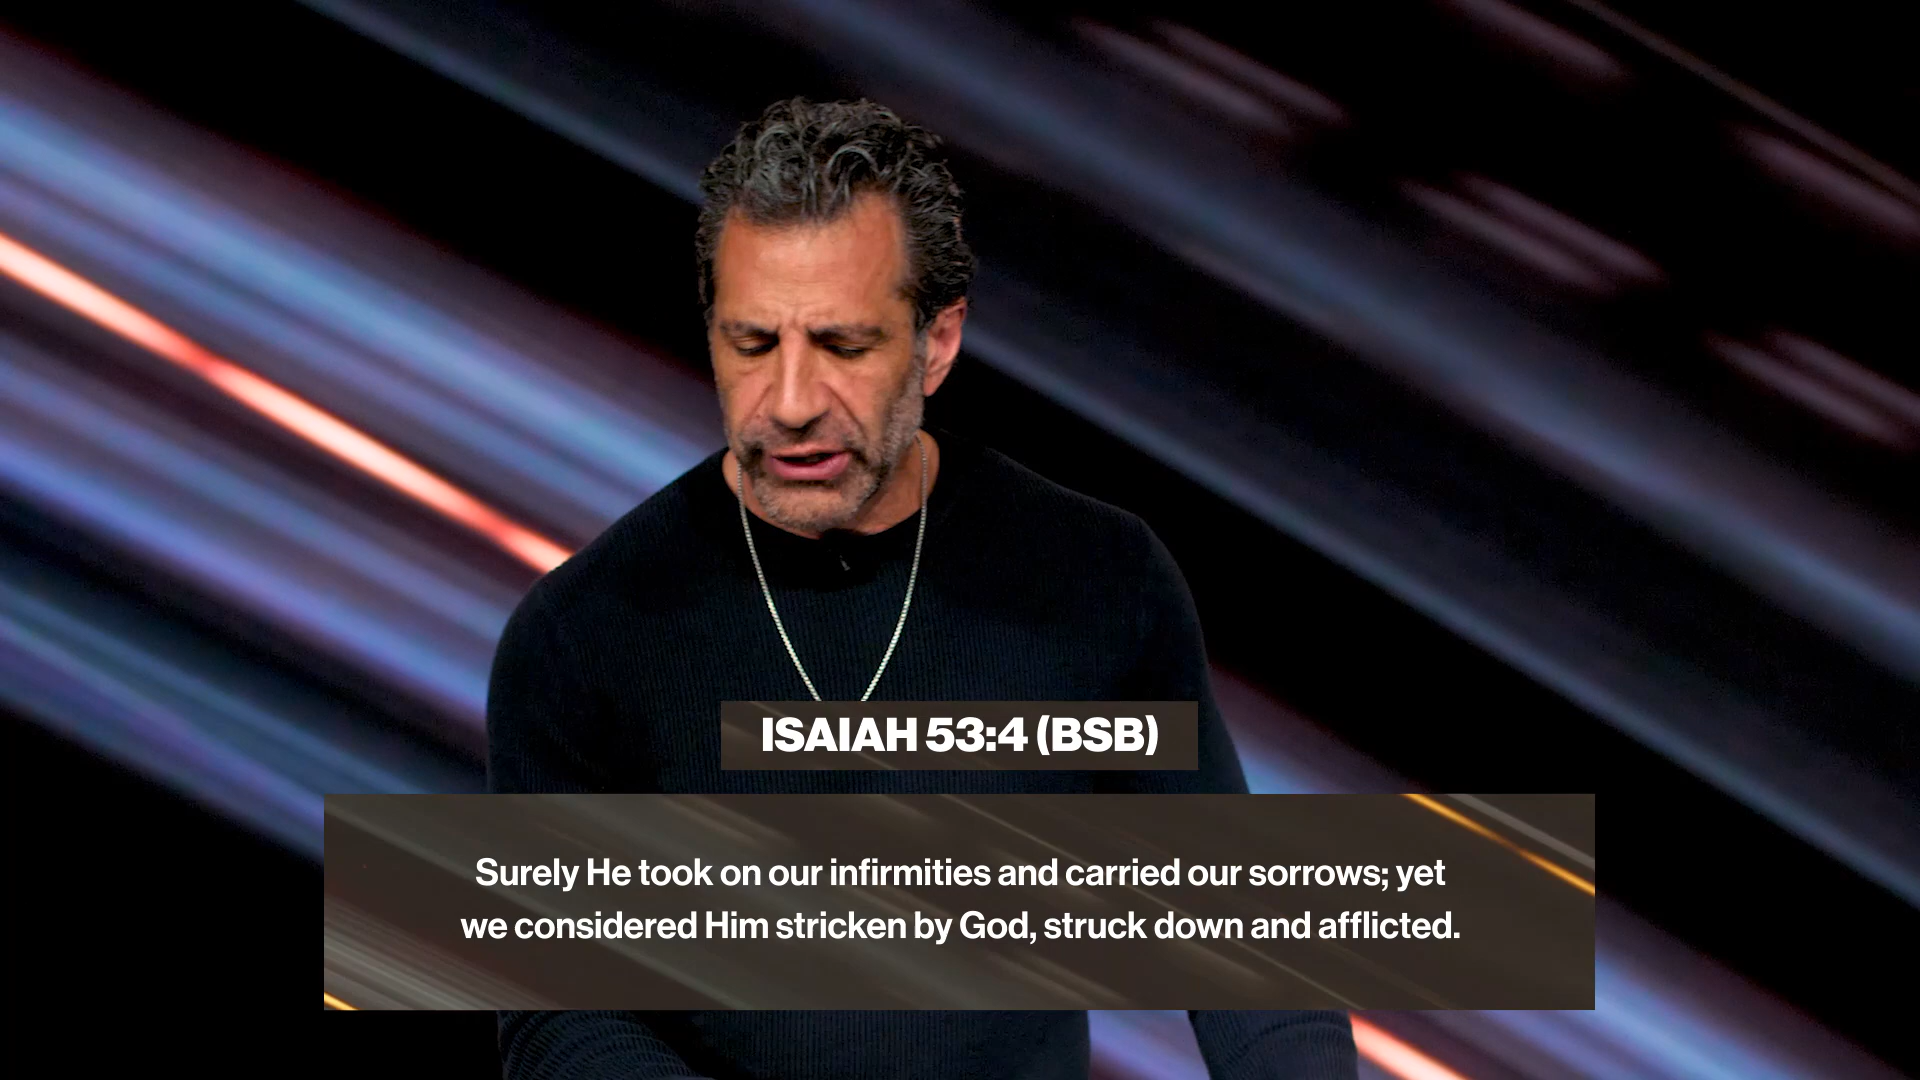 ISAIAH 53:4 (BSB)
Surely He took on our infirmities and carried our sorrows; yet
we considered Him stricken by God, struck down and afflicted.